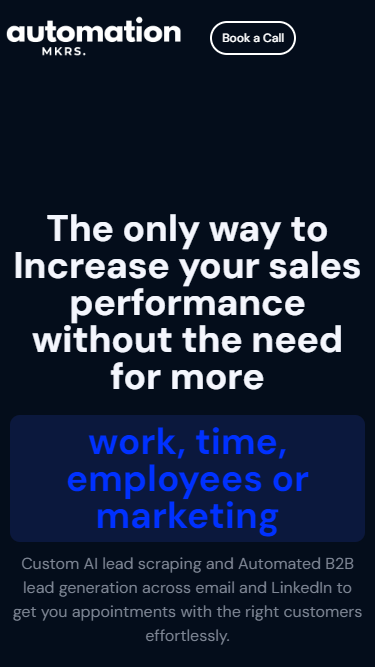 automation
MKRS.
Book a Call
The only way to
Increase your sales
performance
without the need
for more
work, time,
employees or
marketing
Custom AI lead scraping and Automated B2B
lead generation across email and LinkedIn to
get you appointments with the right customers
effortlessly.